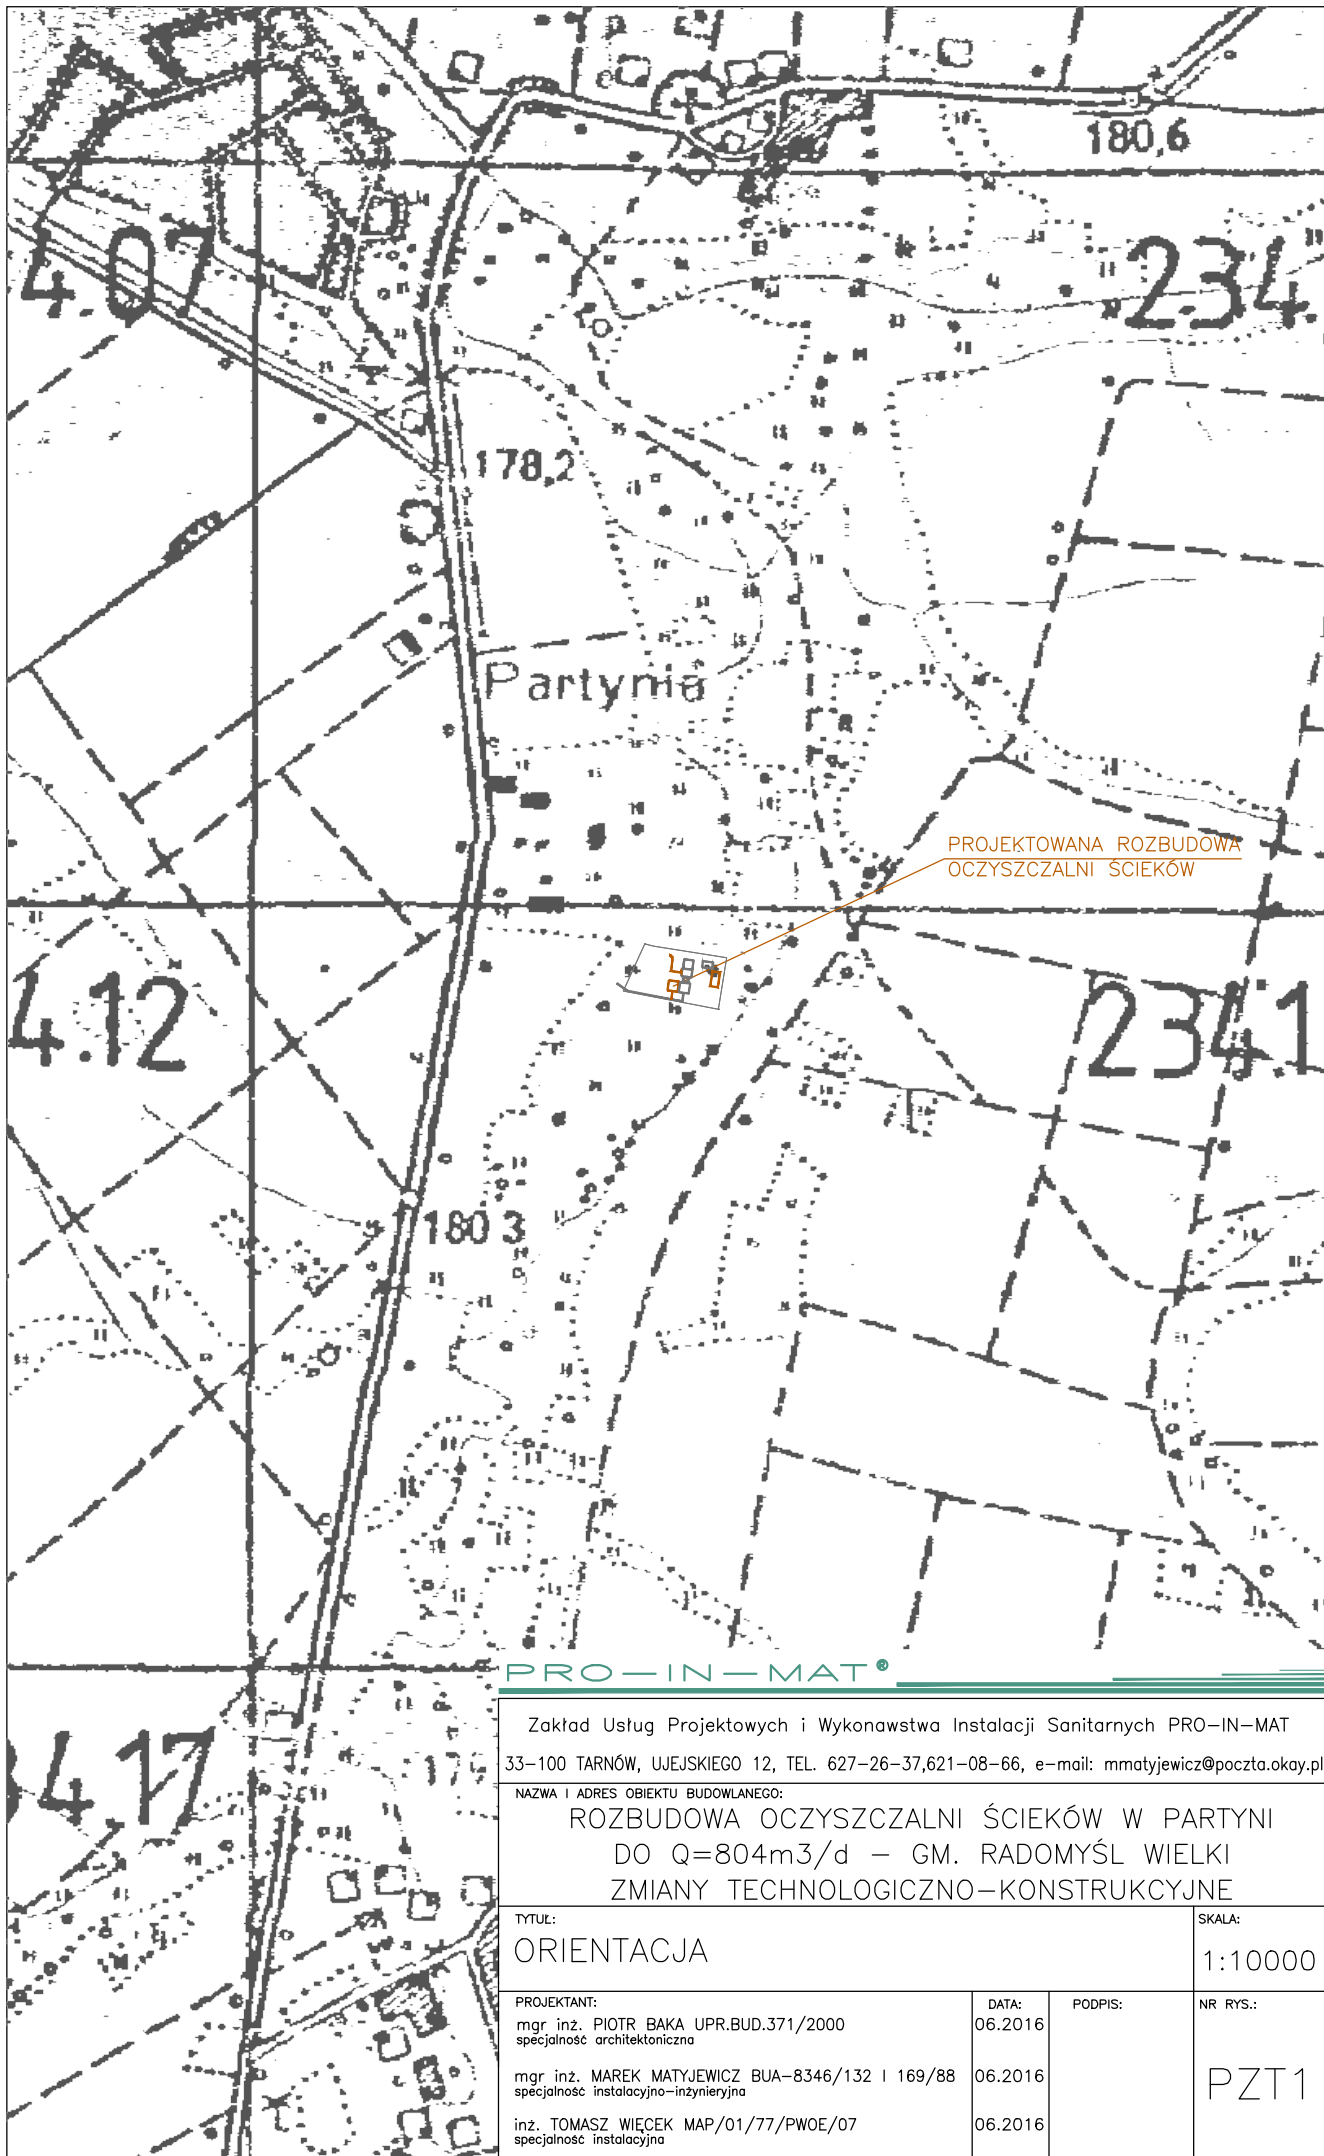 180,6
4.07
234.
178,2
Partynia
PROJEKTOWANA ROZBUDOWA
OCZYSZCZALNI ŚCIEKÓW
4.12
234.1
180 3
34.17
PRO–IN–MAT®
Zakład Usług Projektowych i Wykonawstwa Instalacji Sanitarnych PRO–IN–MAT
33–100 TARNÓW, UJEJSKIEGO 12, TEL. 627–26–37,621–08–66, e–mail: mmatyjewicz@poczta.okay.pl
NAZWA I ADRES OBIEKTU BUDOWLANEGO:
ROZBUDOWA OCZYSZCZALNI ŚCIEKÓW W PARTYNI
DO Q=804m3/d – GM. RADOMYŚL WIELKI
ZMIANY TECHNOLOGICZNO–KONSTRUKCYJNE
TYTUŁ:
ORIENTACJA
SKALA:
1:10000
PROJEKTANT:
DATA:
PODPIS:
NR RYS.:
mgr inż. PIOTR BAKA UPR.BUD.371/2000
06.2016
specjalność architektoniczna
mgr inż. MAREK MATYJEWICZ BUA–8346/132 I 169/88
06.2016
specjalność instalacyjno–inżynieryjna
PZT1
inż. TOMASZ WIĘCEK MAP/01/77/PWOE/07
06.2016
specjalność instalacyjna